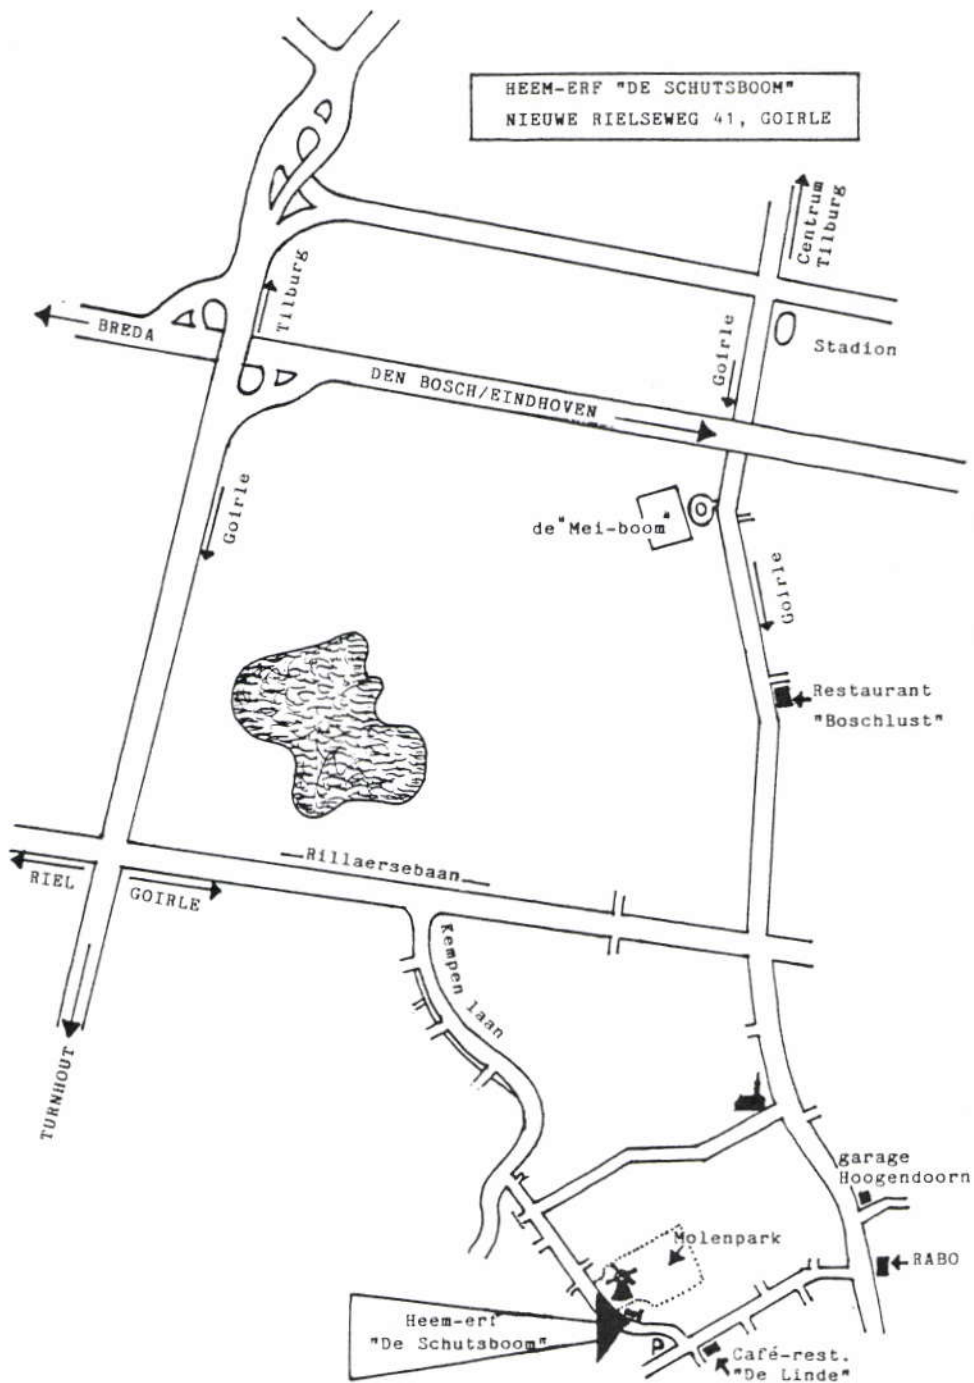 HEEM-ERF "DE SCHUTSBOOM"
NIEUWE RIELSEWEG 41, GOIRLE
Centrum
Tilburg
Tilburg
BREDA
Goirle
Stadion
DEN BOSCH/EINDHOVEN
Goirle
de "Mei-boom"
Goirle
Restaurant
"Boschlust"
Rillaersebaan
RIEL
GOIRLE
Kempen laan
TURNHOUT
garage
Hoogendoorn
Molenpark
RABO
Heem-erf
"De Schutsboom"
P
Café-rest.
"De Linde"